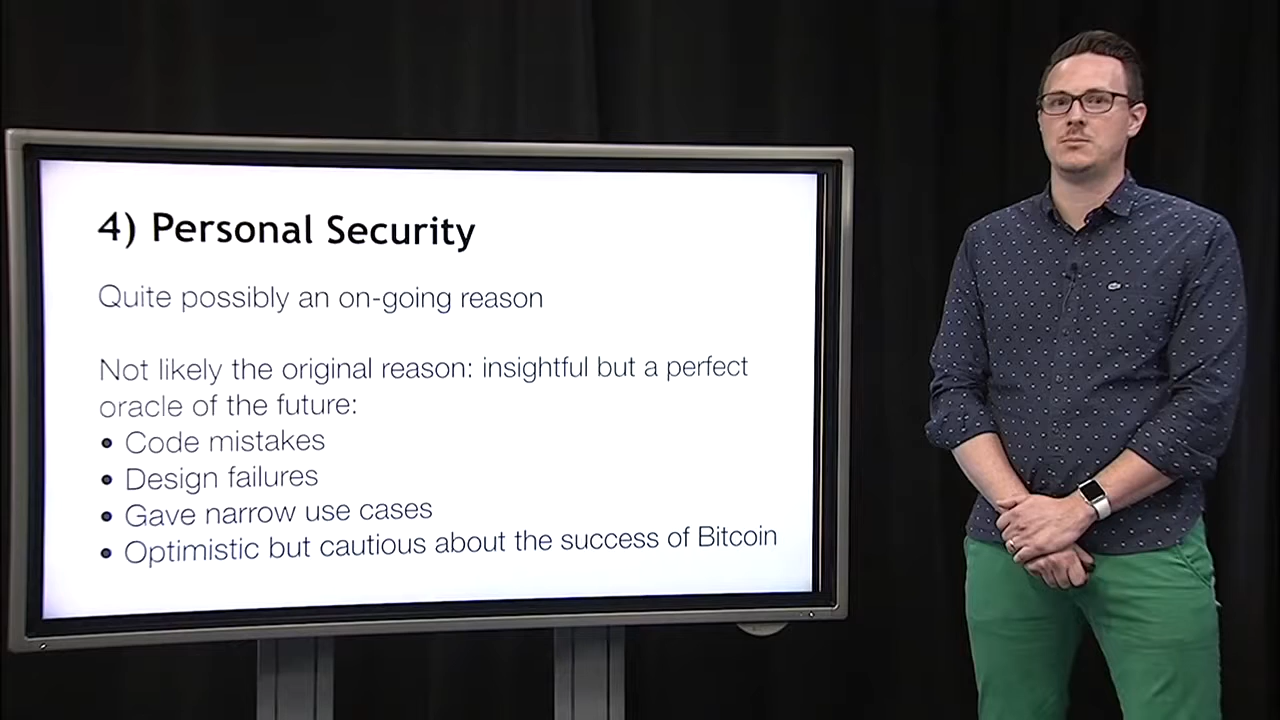 4) Personal Security
Quite possibly an on-going reason
Not likely the original reason: insightful but a perfect
oracle of the future:
• Code mistakes
• Design failures
• Gave narrow use cases
• Optimistic but cautious about the success of Bitcoin